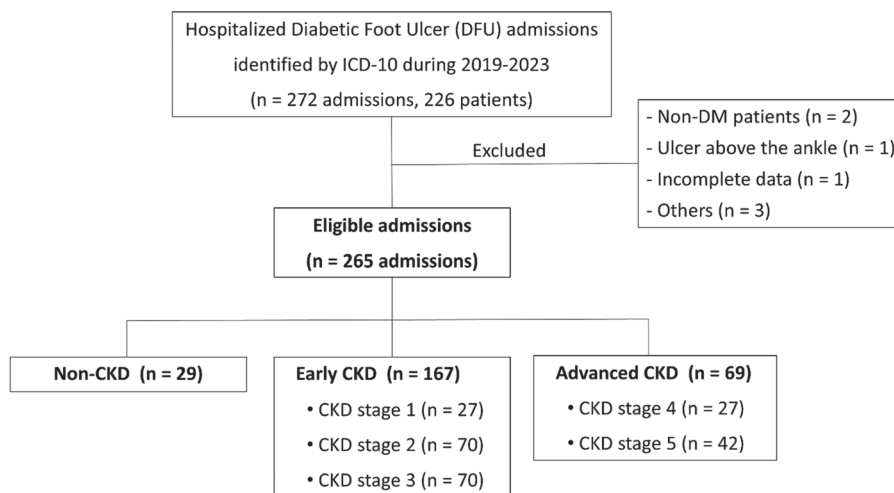 Hospitalized Diabetic Foot Ulcer (DFU) admissions
identified by ICD-10 during 2019-2023
(n = 272 admissions, 226 patients)
Excluded
- Non-DM patients (n = 2)
- Ulcer above the ankle (n = 1)
- Incomplete data (n = 1)
- Others (n = 3)
Eligible admissions
(n = 265 admissions)
Non-CKD (n = 29)
Early CKD (n = 167)
• CKD stage 1 (n = 27)
• CKD stage 2 (n = 70)
• CKD stage 3 (n = 70)
Advanced CKD (n = 69)
• CKD stage 4 (n = 27)
• CKD stage 5 (n = 42)